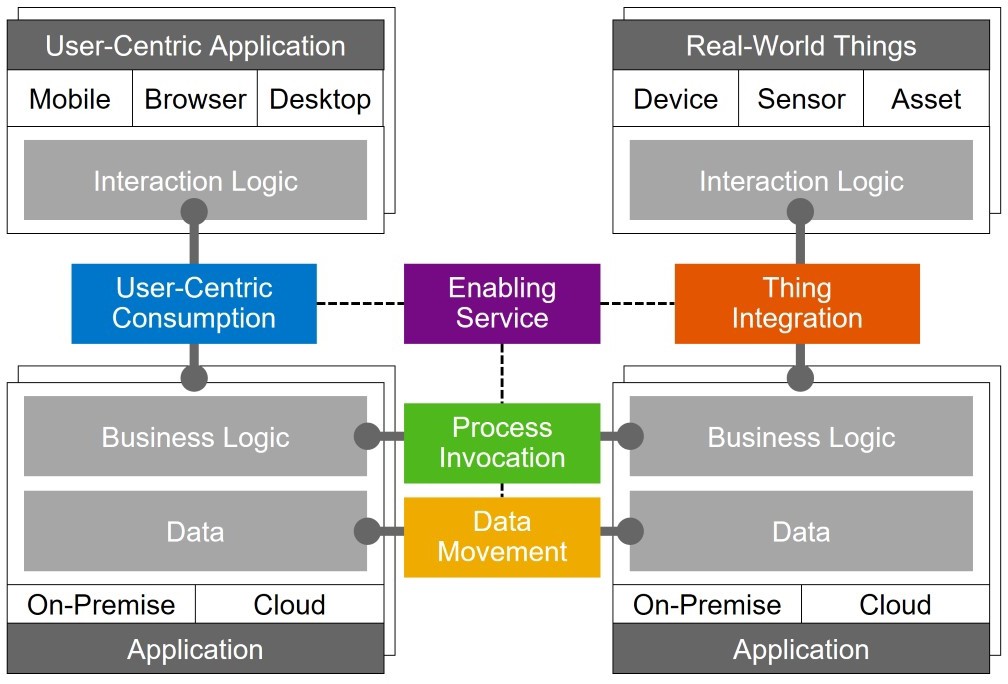 User-Centric Application
Real-World Things
Mobile
Browser
Desktop
Device
Sensor
Asset
Interaction Logic
Interaction Logic
User-Centric
Consumption
Enabling
Service
Thing
Integration
Business Logic
Process
Invocation
Business Logic
Data
Data
Movement
Data
On-Premise
Cloud
On-Premise
Cloud
Application
Application